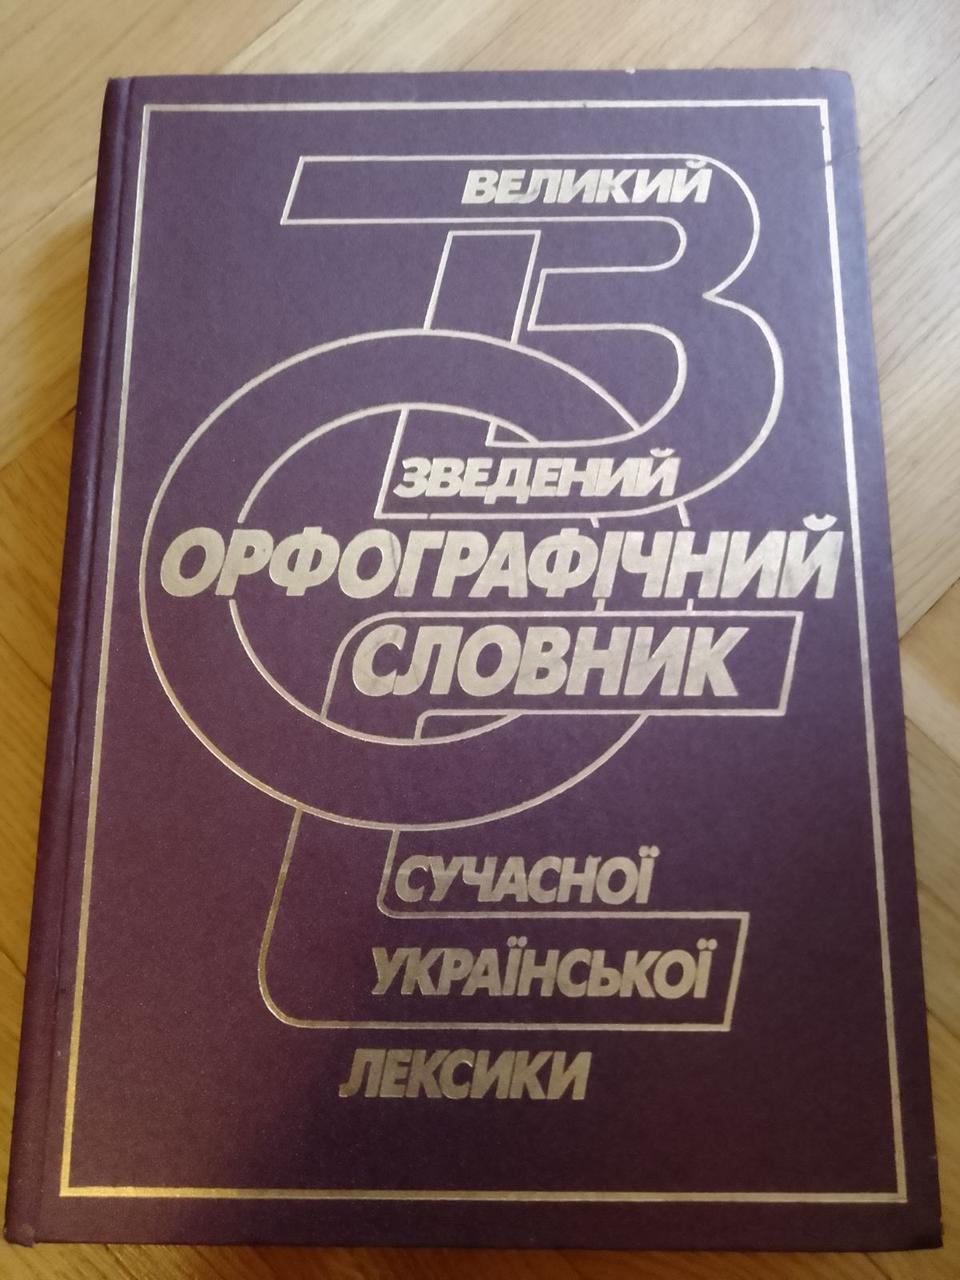 ВЕЛИКИЙ
ЗВЕДЕНИЙ
ОРФОГРАФІЧНИЙ
СЛОВНИК
СУЧАСНОЇ
УКРАЇНСЬКОЇ
ЛЕКСИКИ